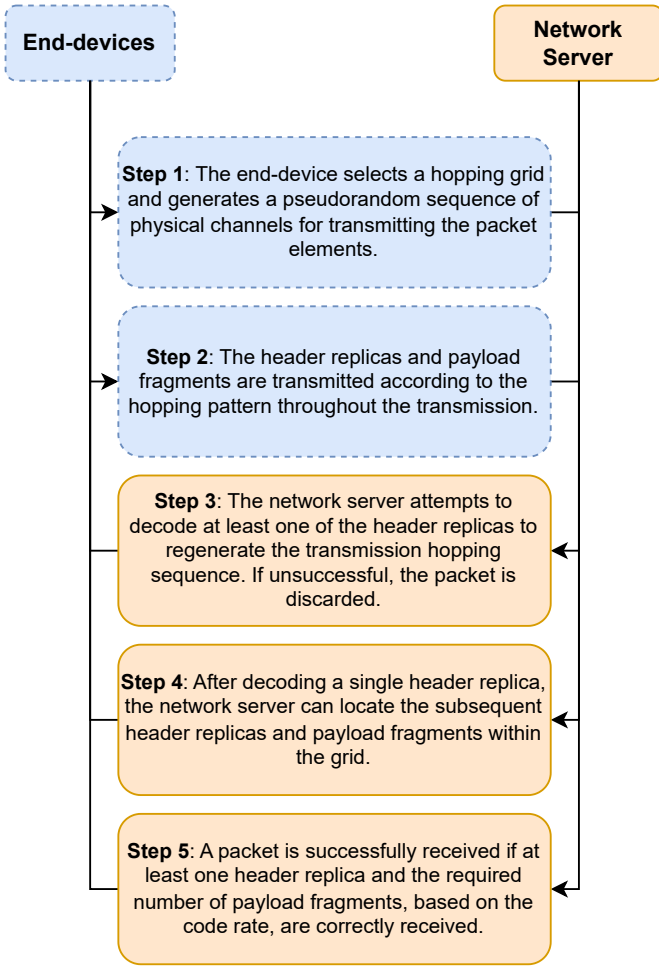 End-devices
Network
Server
Step 1: The end-device selects a hopping grid
and generates a pseudorandom sequence of
physical channels for transmitting the packet
elements.
Step 2: The header replicas and payload
fragments are transmitted according to the
hopping pattern throughout the transmission.
Step 3: The network server attempts to
decode at least one of the header replicas to
regenerate the transmission hopping
sequence. If unsuccessful, the packet is
discarded.
Step 4: After decoding a single header replica,
the network server can locate the subsequent
header replicas and payload fragments within
the grid.
Step 5: A packet is successfully received if at
least one header replica and the required
number of payload fragments, based on the
code rate, are correctly received.